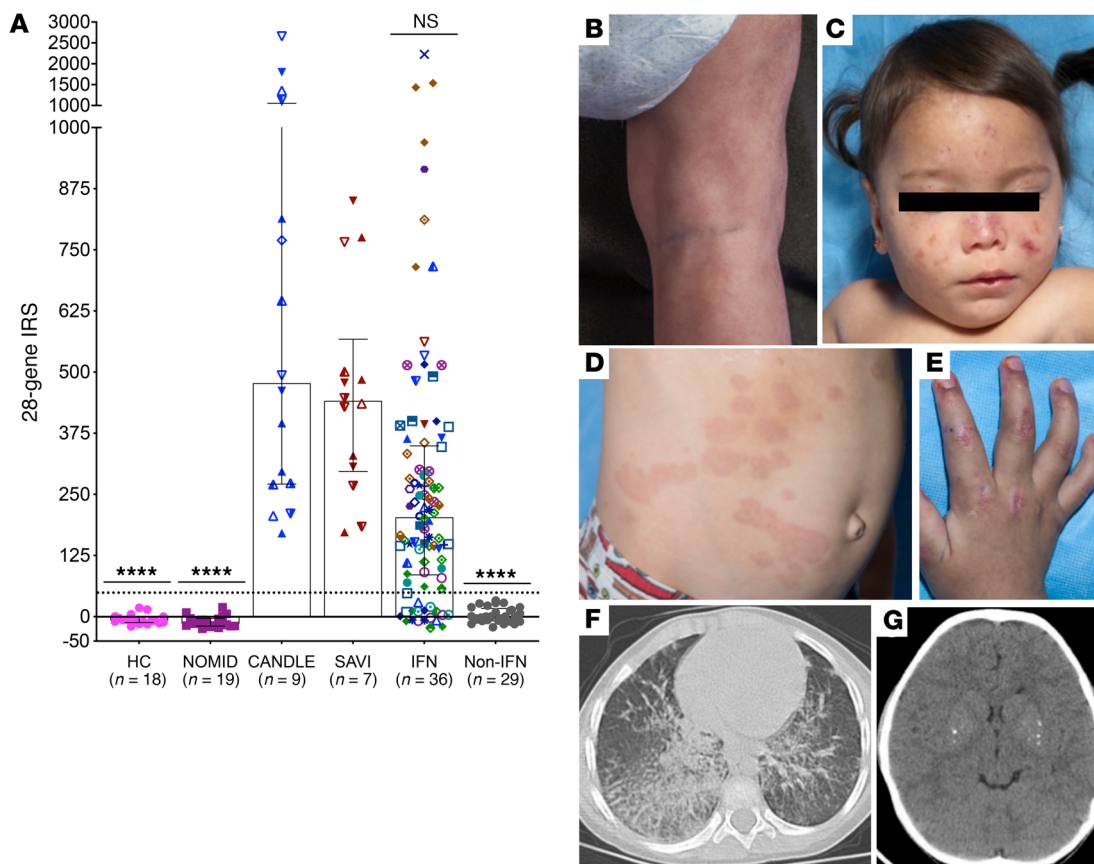 A
28-gene IRS
3000
2500
2000
1500
1000
1000
875
750
625
500
375
250
125
0
-50
NS
****
****
****
HC
(n = 18)
NOMID
(n = 19)
CANDLE
(n = 9)
SAVI
(n = 7)
IFN
(n = 36)
Non-IFN
(n = 29)
B
C
D
E
F
G